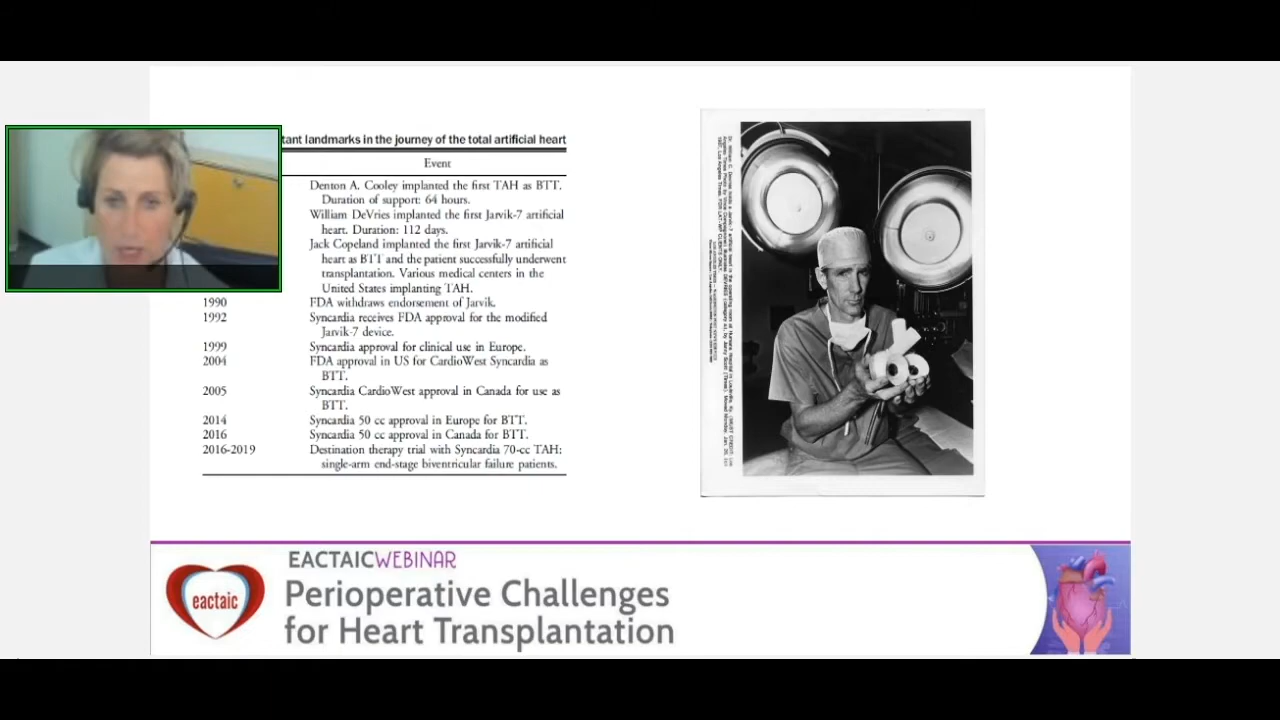 tant landmarks in the journey of the total artificial heart
Event
Denton A. Cooley implanted the first TAH as BTT.
Duration of support: 64 hours.
William DeVries implanted the first Jarvik-7 artificial
heart. Duration: 112 days.
Jack Copeland implanted the first Jarvik-7 artificial
heart as BTT and the patient successfully underwent
transplantation. Various medical centers in the
United States implanting TAH.
1990 FDA withdraws endorsement of Jarvik.
1992 Syncardia receives FDA approval for the modified
Jarvik-7 device.
1999 Syncardia approval for clinical use in Europe.
2004 FDA approval in US for CardioWest Syncardia as
BTT.
2005 Syncardia CardioWest approval in Canada for use as
BTT.
2014 Syncardia 50 cc approval in Europe for BTT.
2016 Syncardia 50 cc approval in Canada for BTT.
2016-2019 Destination therapy trial with Syncardia 70-cc TAH:
single-arm end-stage biventricular failure patients.
eactaic
EACTAICWEBINAR
Perioperative Challenges
for Heart Transplantation